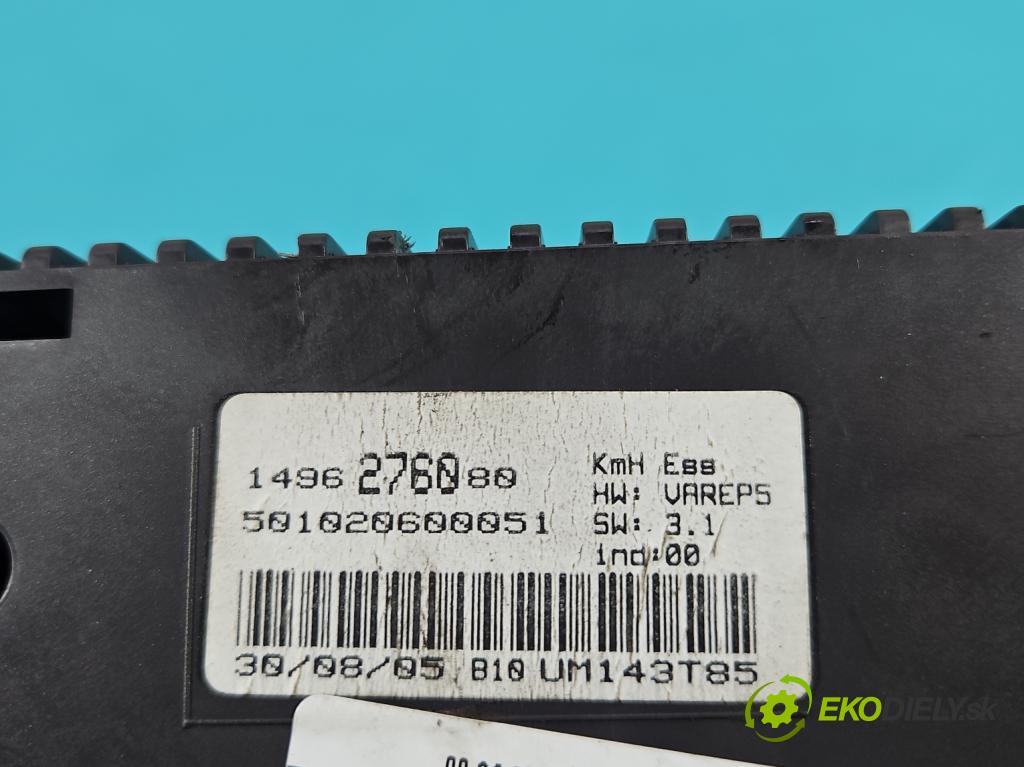 1496 2760 80
501020600051
KmH Ess
HW: VAREP5
SW: 3.1
ind:00
30/08/05 B10 UM143T85
EKODIELY.sk